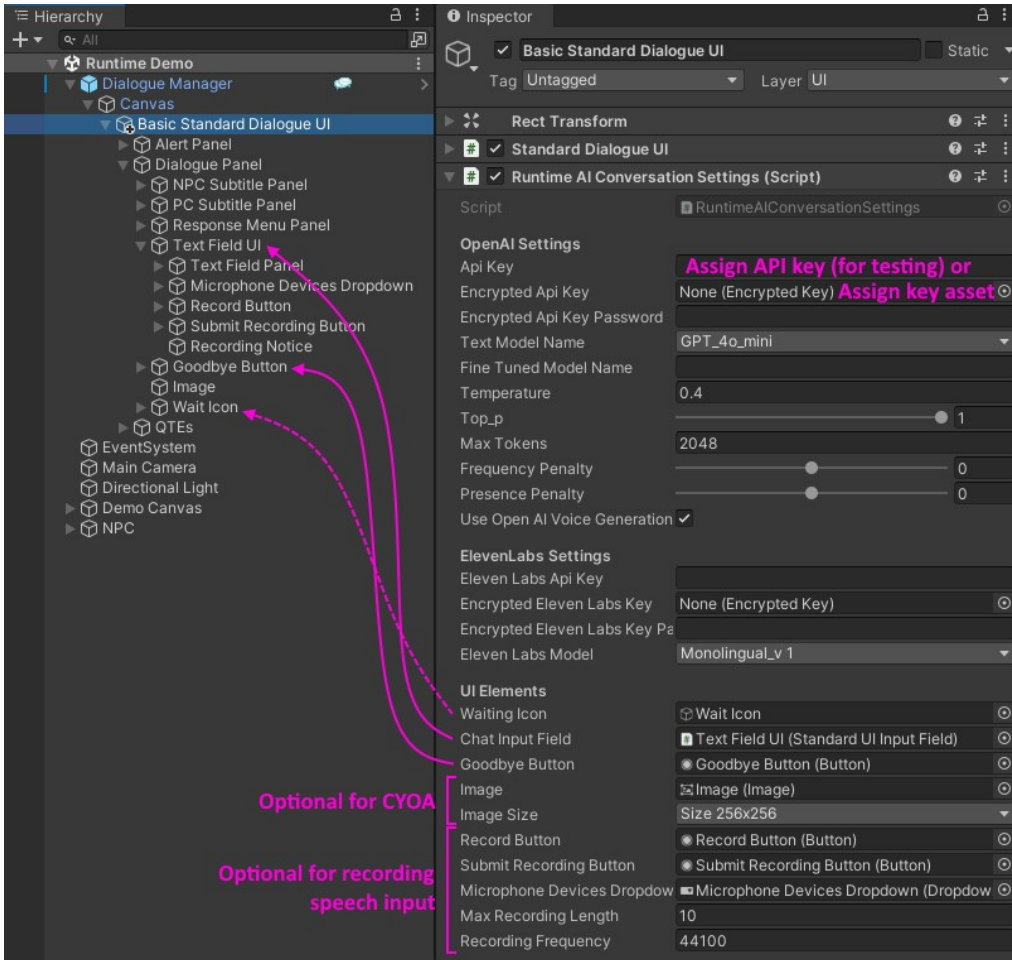 Hierarchy
All
Runtime Demo
Dialogue Manager
Canvas
Basic Standard Dialogue UI
Alert Panel
Dialogue Panel
NPC Subtitle Panel
PC Subtitle Panel
Response Menu Panel
Text Field UI
Text Field Panel
Microphone Devices Dropdown
Record Button
Submit Recording Button
Recording Notice
Goodbye Button
Image
Wait Icon
QTEs
EventSystem
Main Camera
Directional Light
Demo Canvas
NPC
Optional for CYOA
Optional for recording
speech input
Inspector
Basic Standard Dialogue UI Static
Tag Untagged Layer UI
Rect Transform
# Standard Dialogue UI
# Runtime AI Conversation Settings (Script)
Script RuntimeAIConversationSettings
OpenAI Settings
Api Key Assign API key (for testing) or
Encrypted Api Key None (Encrypted Key) Assign key asset
Encrypted Api Key Password
Text Model Name GPT_4o_mini
Fine Tuned Model Name
Temperature 0.4
Top_p 1
Max Tokens 2048
Frequency Penalty 0
Presence Penalty 0
Use Open AI Voice Generation
ElevenLabs Settings
Eleven Labs Api Key
Encrypted Eleven Labs Key None (Encrypted Key)
Encrypted Eleven Labs Key Pa
Eleven Labs Model Monolingual_v 1
UI Elements
Waiting Icon Wait Icon
Chat Input Field Text Field UI (Standard UI Input Field)
Goodbye Button Goodbye Button (Button)
Image Image (Image)
Image Size Size 256x256
Record Button Record Button (Button)
Submit Recording Button Submit Recording Button (Button)
Microphone Devices Dropdow Microphone Devices Dropdown (Dropdow
Max Recording Length 10
Recording Frequency 44100